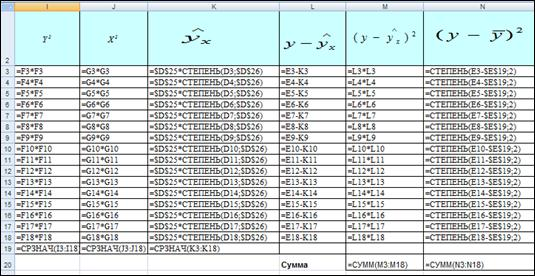 I J K L M N
2 Y² X² ŷₓ y − ŷₓ (y − ŷₓ)² (y − ȳ)²
3 =F3*F3 =G3*G3 =$D$25*СТЕПЕНЬ(D3;$D$26) =E3-K3 =L3*L3 =СТЕПЕНЬ(E3-$E$19;2)
4 =F4*F4 =G4*G4 =$D$25*СТЕПЕНЬ(D4;$D$26) =E4-K4 =L4*L4 =СТЕПЕНЬ(E4-$E$19;2)
5 =F5*F5 =G5*G5 =$D$25*СТЕПЕНЬ(D5;$D$26) =E5-K5 =L5*L5 =СТЕПЕНЬ(E5-$E$19;2)
6 =F6*F6 =G6*G6 =$D$25*СТЕПЕНЬ(D6;$D$26) =E6-K6 =L6*L6 =СТЕПЕНЬ(E6-$E$19;2)
7 =F7*F7 =G7*G7 =$D$25*СТЕПЕНЬ(D7;$D$26) =E7-K7 =L7*L7 =СТЕПЕНЬ(E7-$E$19;2)
8 =F8*F8 =G8*G8 =$D$25*СТЕПЕНЬ(D8;$D$26) =E8-K8 =L8*L8 =СТЕПЕНЬ(E8-$E$19;2)
9 =F9*F9 =G9*G9 =$D$25*СТЕПЕНЬ(D9;$D$26) =E9-K9 =L9*L9 =СТЕПЕНЬ(E9-$E$19;2)
10 =F10*F10 =G10*G10 =$D$25*СТЕПЕНЬ(D10;$D$26) =E10-K10 =L10*L10 =СТЕПЕНЬ(E10-$E$19;2)
11 =F11*F11 =G11*G11 =$D$25*СТЕПЕНЬ(D11;$D$26) =E11-K11 =L11*L11 =СТЕПЕНЬ(E11-$E$19;2)
12 =F12*F12 =G12*G12 =$D$25*СТЕПЕНЬ(D12;$D$26) =E12-K12 =L12*L12 =СТЕПЕНЬ(E12-$E$19;2)
13 =F13*F13 =G13*G13 =$D$25*СТЕПЕНЬ(D13;$D$26) =E13-K13 =L13*L13 =СТЕПЕНЬ(E13-$E$19;2)
14 =F14*F14 =G14*G14 =$D$25*СТЕПЕНЬ(D14;$D$26) =E14-K14 =L14*L14 =СТЕПЕНЬ(E14-$E$19;2)
15 =F15*F15 =G15*G15 =$D$25*СТЕПЕНЬ(D15;$D$26) =E15-K15 =L15*L15 =СТЕПЕНЬ(E15-$E$19;2)
16 =F16*F16 =G16*G16 =$D$25*СТЕПЕНЬ(D16;$D$26) =E16-K16 =L16*L16 =СТЕПЕНЬ(E16-$E$19;2)
17 =F17*F17 =G17*G17 =$D$25*СТЕПЕНЬ(D17;$D$26) =E17-K17 =L17*L17 =СТЕПЕНЬ(E17-$E$19;2)
18 =F18*F18 =G18*G18 =$D$25*СТЕПЕНЬ(D18;$D$26) =E18-K18 =L18*L18 =СТЕПЕНЬ(E18-$E$19;2)
19 =СРЗНАЧ(I3:I18) =СРЗНАЧ(J3:J18) =СРЗНАЧ(K3:K18)
20 Сумма =СУММ(M3:M18) =СУММ(N3:N18)